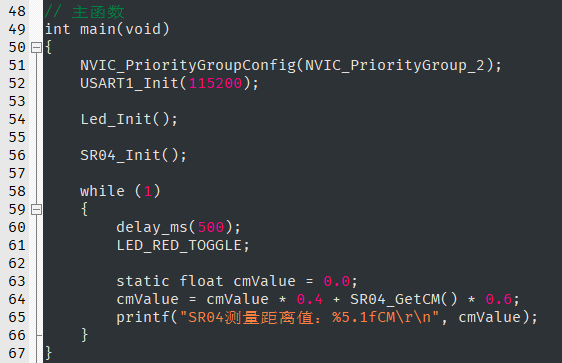 48 // 主函数
49 int main(void)
50 {
51 NVIC_PriorityGroupConfig(NVIC_PriorityGroup_2);
52 USART1_Init(115200);
53
54 Led_Init();
55
56 SR04_Init();
57
58 while (1)
59 {
60 delay_ms(500);
61 LED_RED_TOGGLE;
62
63 static float cmValue = 0.0;
64 cmValue = cmValue * 0.4 + SR04_GetCM() * 0.6;
65 printf("SR04测量距离值：%5.1fCM\r\n", cmValue);
66 }
67 }